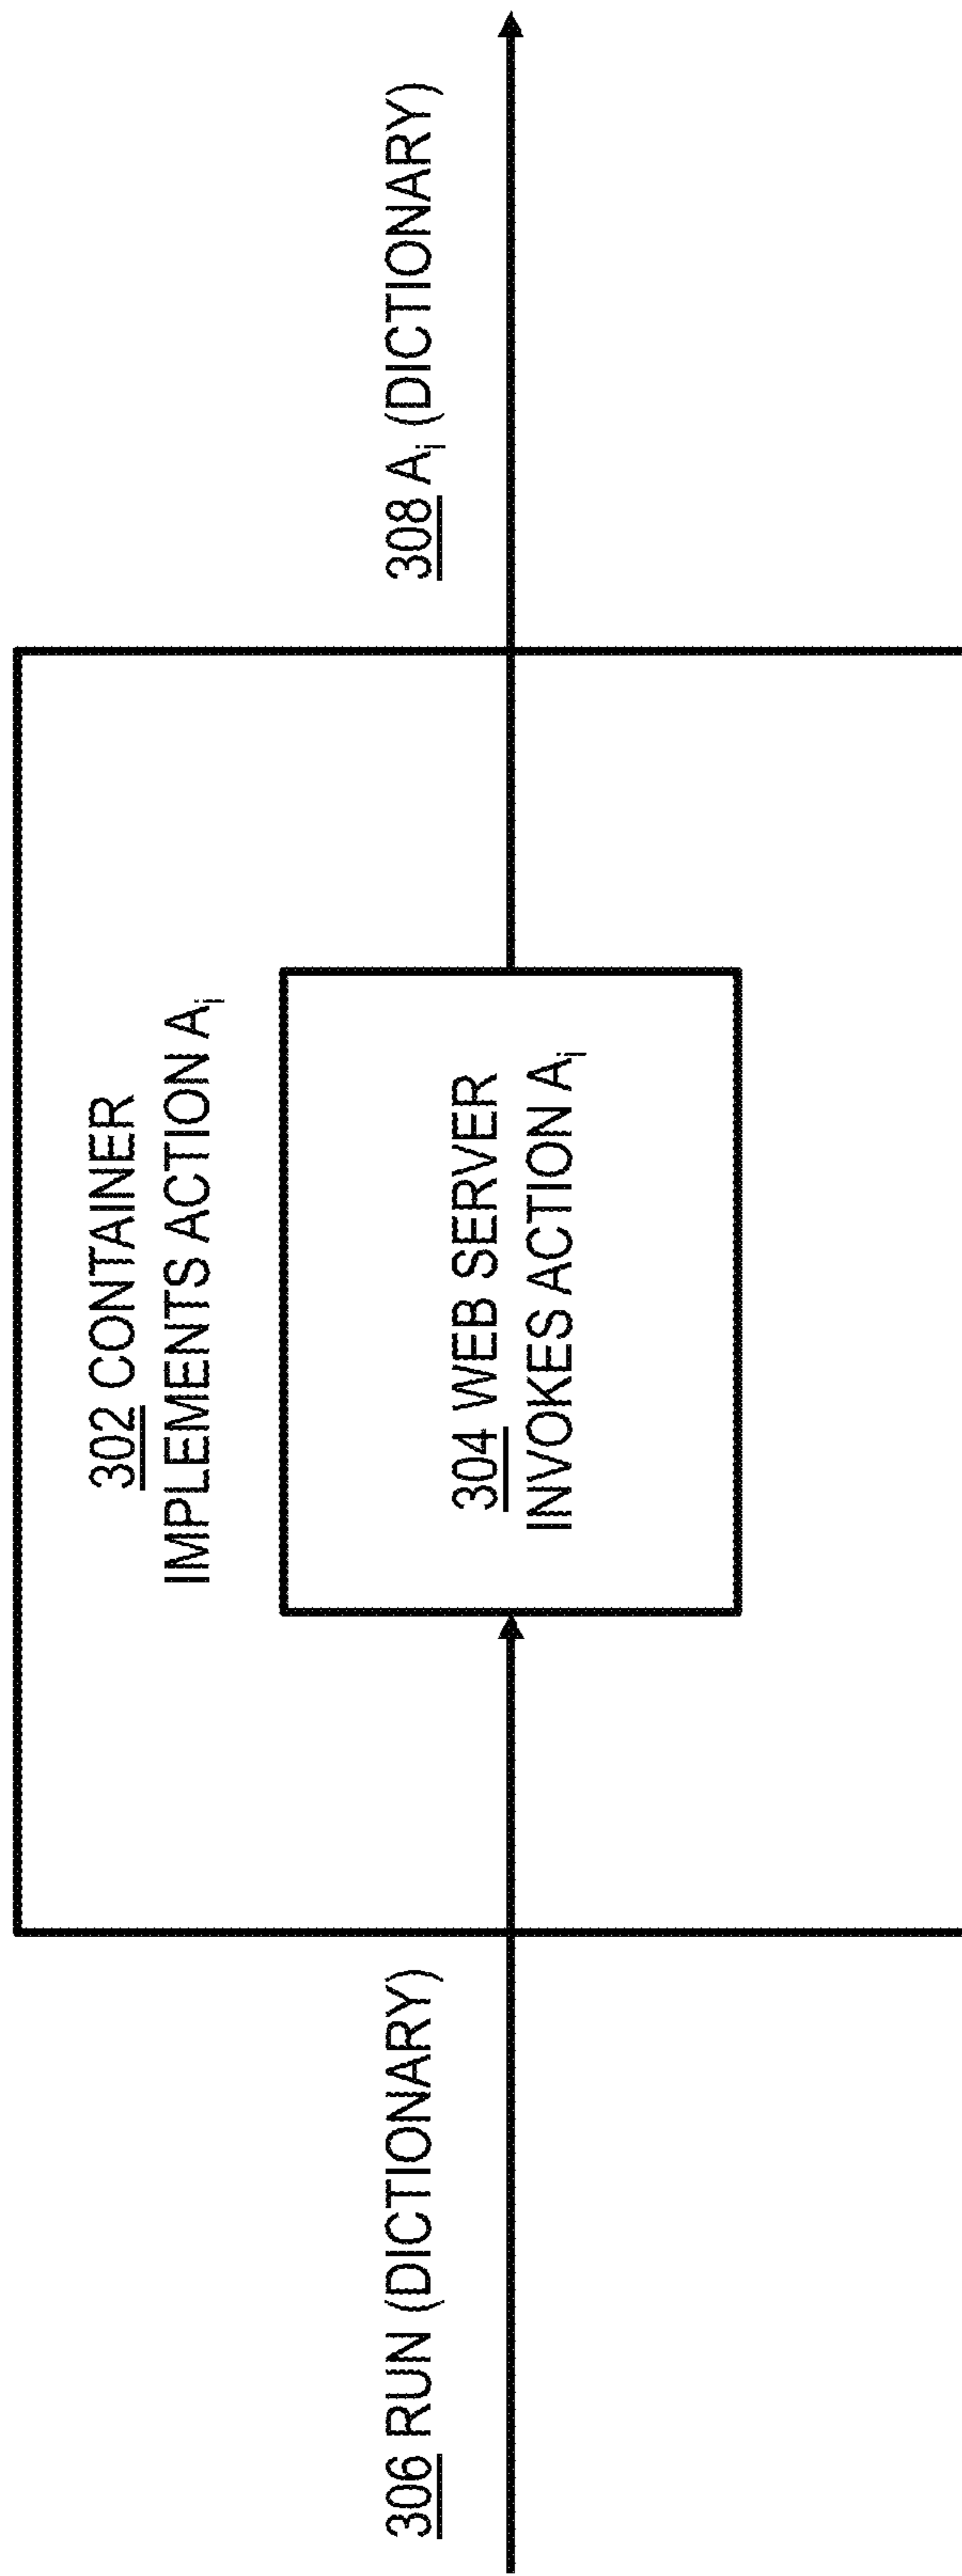 302 CONTAINER
IMPLEMENTS ACTION Ai
306 RUN (DICTIONARY)
304 WEB SERVER
INVOKES ACTION Ai
308 Ai (DICTIONARY)